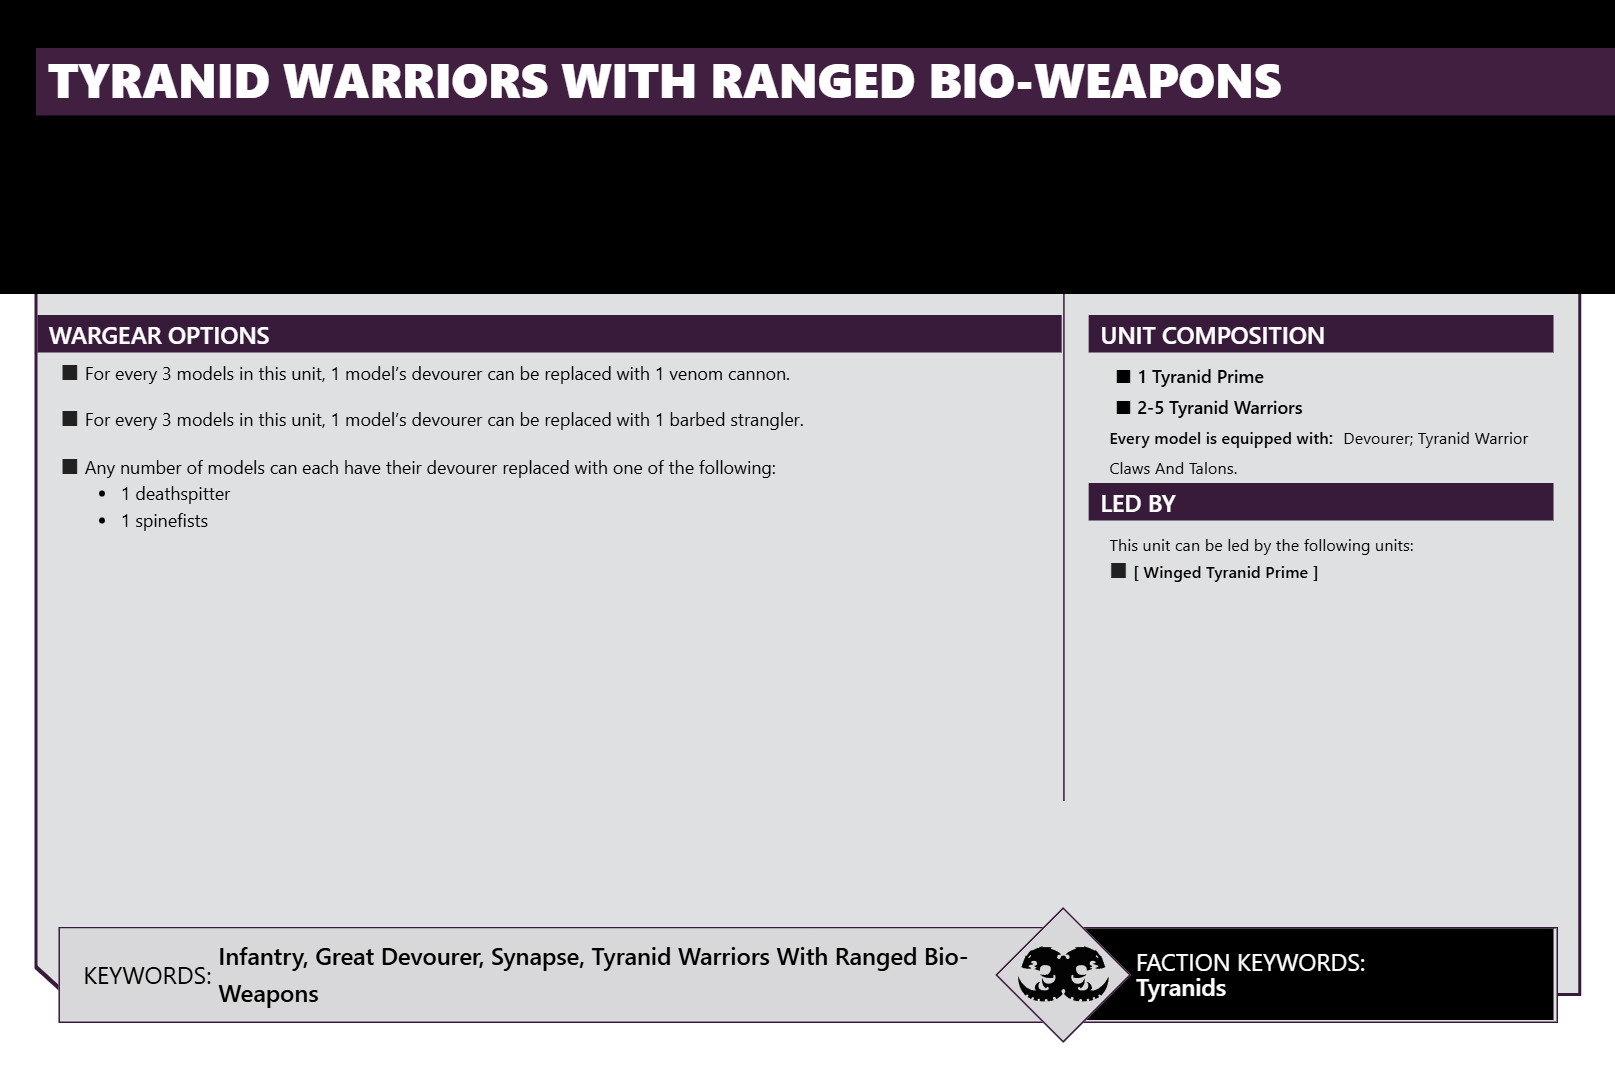 TYRANID WARRIORS WITH RANGED BIO-WEAPONS
WARGEAR OPTIONS
For every 3 models in this unit, 1 model’s devourer can be replaced with 1 venom cannon.
For every 3 models in this unit, 1 model’s devourer can be replaced with 1 barbed strangler.
Any number of models can each have their devourer replaced with one of the following:
1 deathspitter
1 spinefists
UNIT COMPOSITION
1 Tyranid Prime
2-5 Tyranid Warriors
Every model is equipped with: Devourer; Tyranid Warrior
Claws And Talons.
LED BY
This unit can be led by the following units:
[ Winged Tyranid Prime ]
KEYWORDS: Infantry, Great Devourer, Synapse, Tyranid Warriors With Ranged Bio-
Weapons
FACTION KEYWORDS:
Tyranids